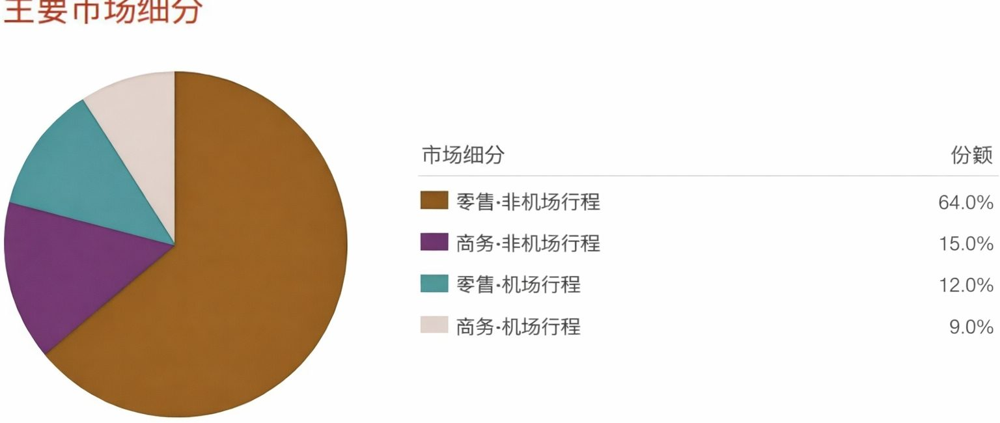 主要市场细分
市场细分 份额
零售·非机场行程 64.0%
商务·非机场行程 15.0%
零售·机场行程 12.0%
商务·机场行程 9.0%